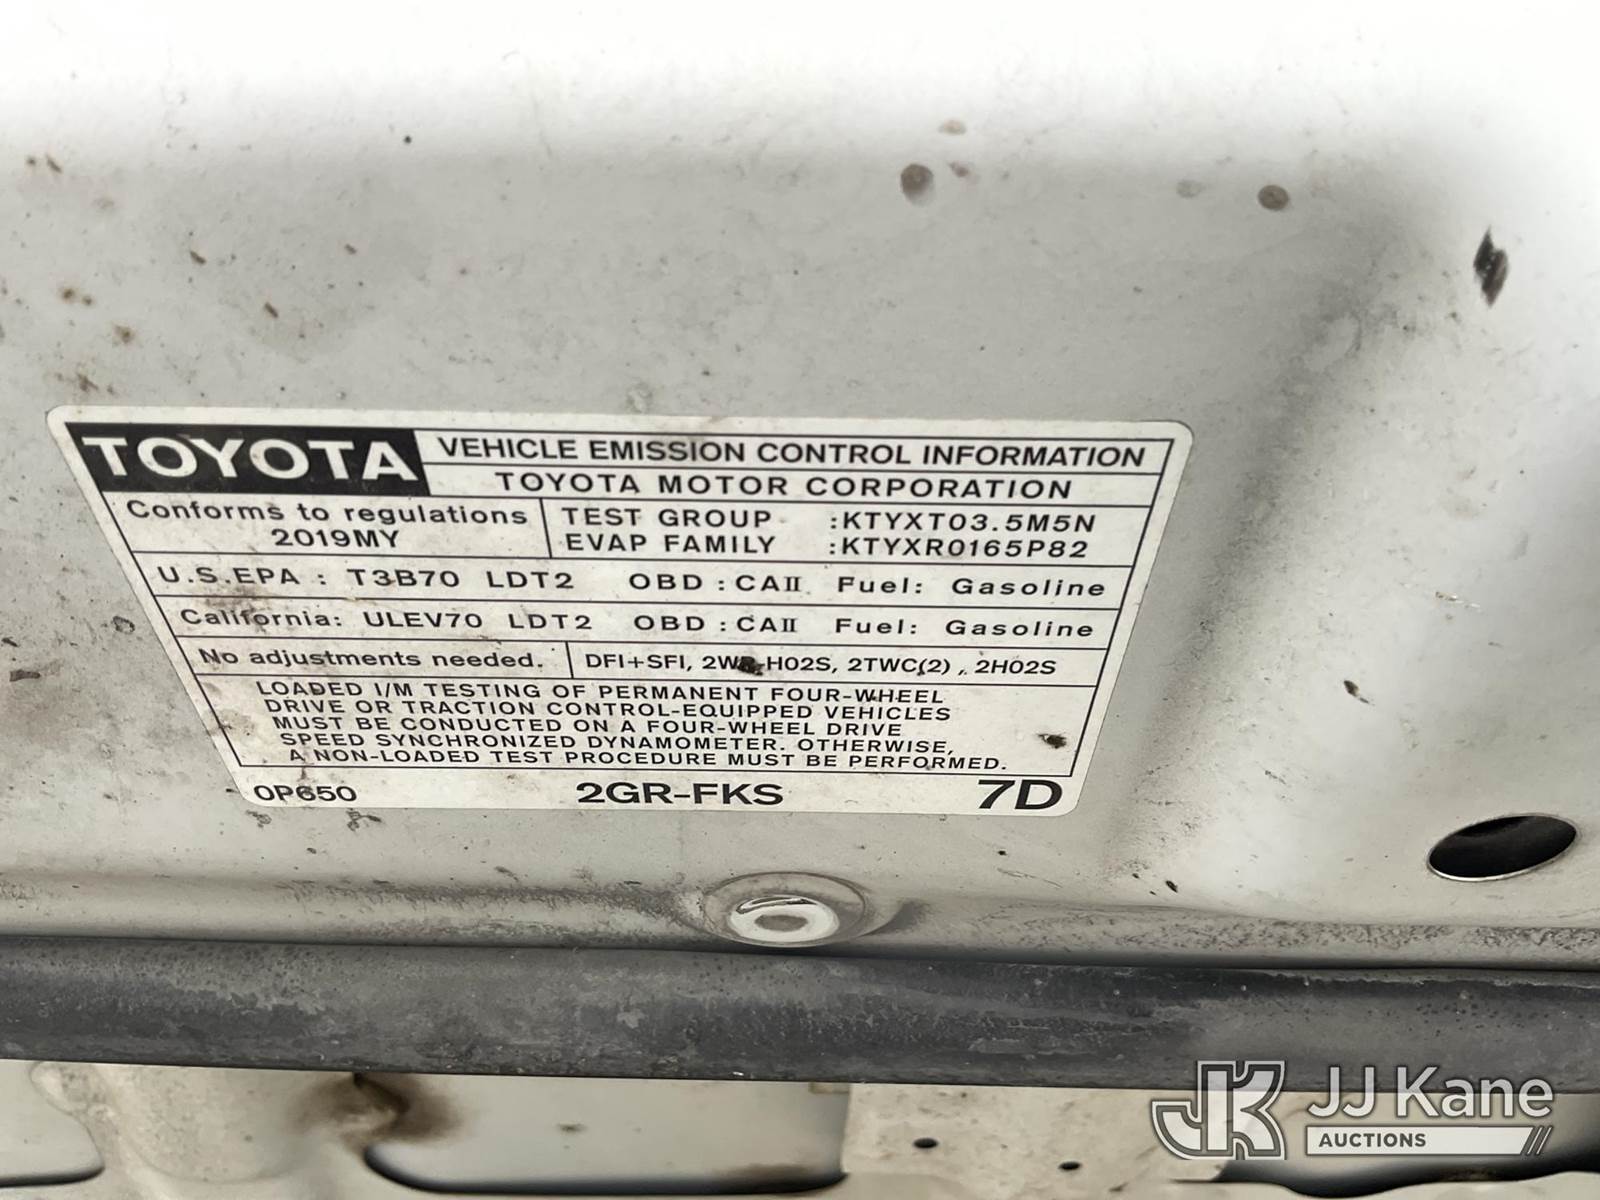 TOYOTA VEHICLE EMISSION CONTROL INFORMATION
TOYOTA MOTOR CORPORATION
Conforms to regulations
2019MY
TEST GROUP :KTYXT03.5M5N
EVAP FAMILY :KTYXR0165P82
U.S.EPA : T3B70 LDT2 OBD : CAII Fuel: Gasoline
California: ULEV70 LDT2 OBD : CAII Fuel: Gasoline
No adjustments needed. DFI+SFI, 2WR-HO2S, 2TWC(2), 2HO2S
LOADED I/M TESTING OF PERMANENT FOUR-WHEEL
DRIVE OR TRACTION CONTROL-EQUIPPED VEHICLES
MUST BE CONDUCTED ON A FOUR-WHEEL DRIVE
SPEED SYNCHRONIZED DYNAMOMETER. OTHERWISE,
A NON-LOADED TEST PROCEDURE MUST BE PERFORMED.
0P650 2GR-FKS 7D
JK JJ Kane
AUCTIONS